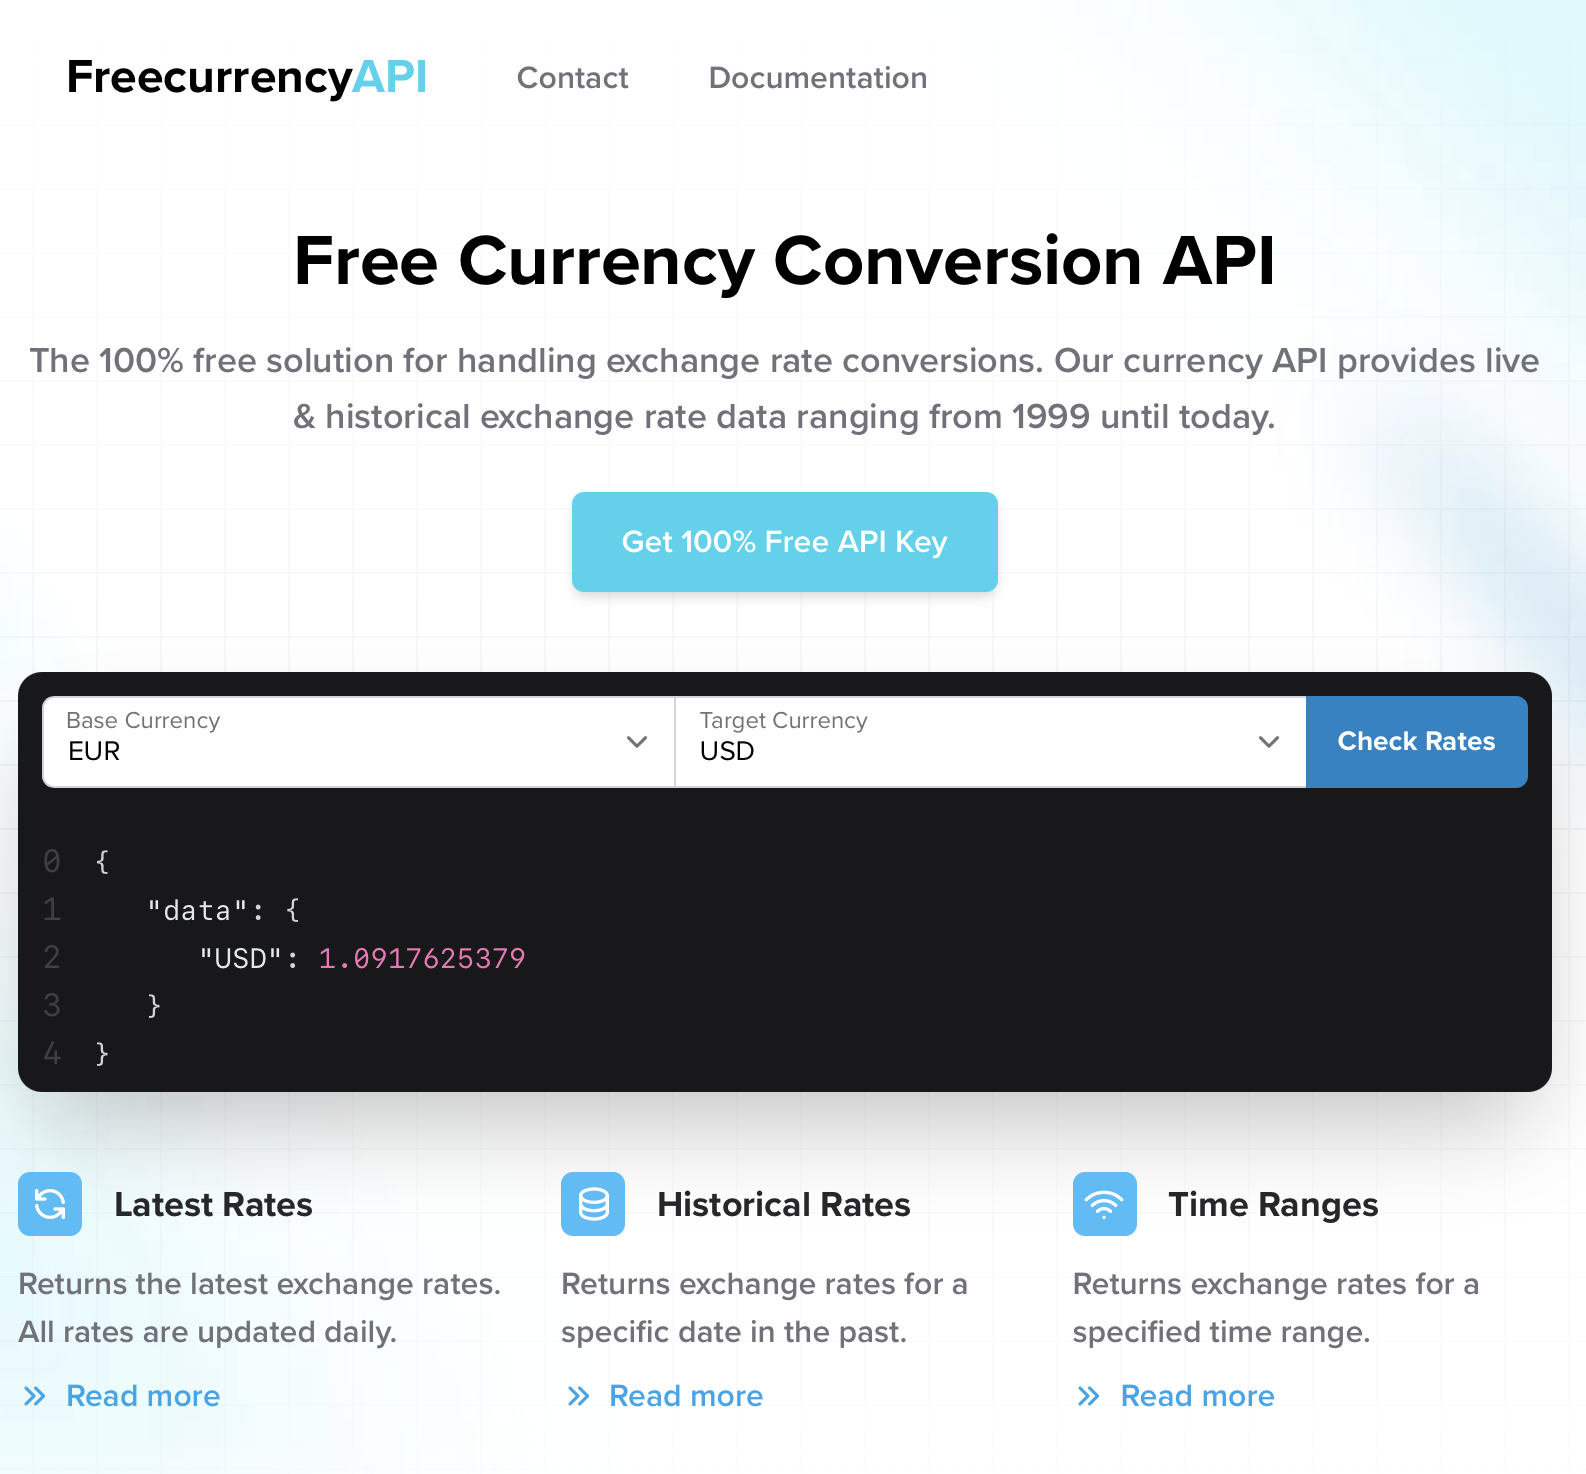 FreecurrencyAPI Contact Documentation
Free Currency Conversion API
The 100% free solution for handling exchange rate conversions. Our currency API provides live
& historical exchange rate data ranging from 1999 until today.
Get 100% Free API Key
Base Currency
EUR
Target Currency
USD
Check Rates
0 {
1 "data": {
2 "USD": 1.0917625379
3 }
4 }
Latest Rates
Returns the latest exchange rates.
All rates are updated daily.
Read more
Historical Rates
Returns exchange rates for a
specific date in the past.
Read more
Time Ranges
Returns exchange rates for a
specified time range.
Read more